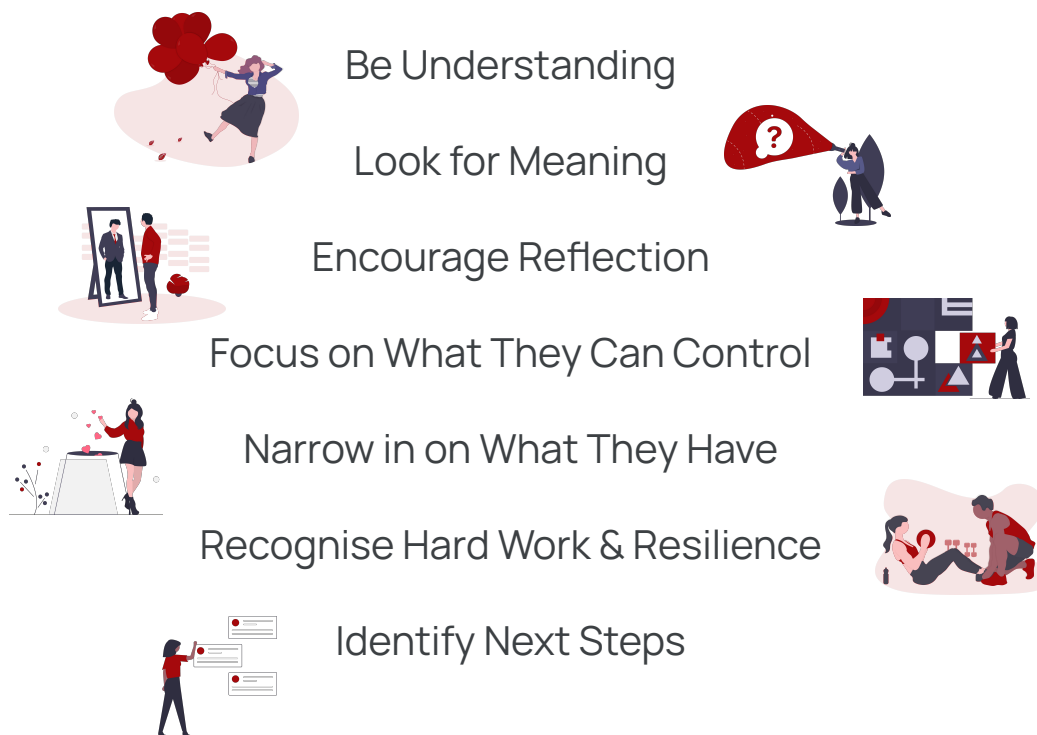 Be Understanding
?
Look for Meaning
Encourage Reflection
Focus on What They Can Control
Narrow in on What They Have
Recognise Hard Work & Resilience
Identify Next Steps